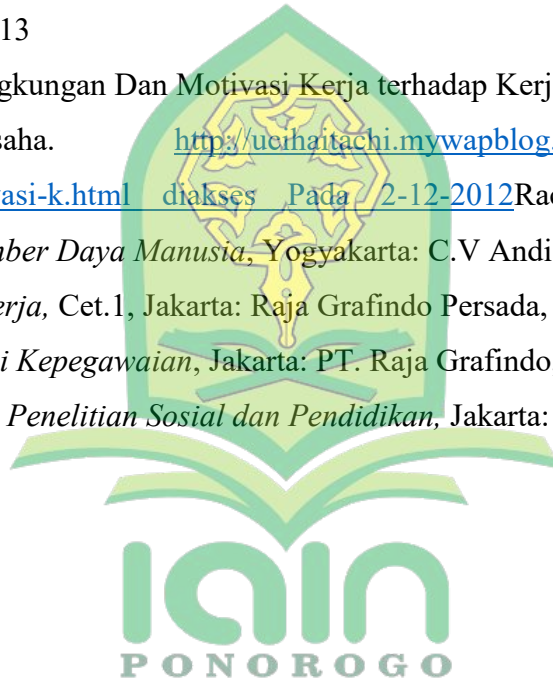 13
gkungan Dan Motivasi Kerja terhadap Kerj
saha. http://ucihaitachi.mywapblog.
vasi-k.html diakses Pada 2-12-2012Rad
mber Daya Manusia, Yogyakarta: C.V Andi
erja, Cet.1, Jakarta: Raja Grafindo Persada,
i Kepegawaian, Jakarta: PT. Raja Grafindo
Penelitian Sosial dan Pendidikan, Jakarta:
iain
PONOROGO